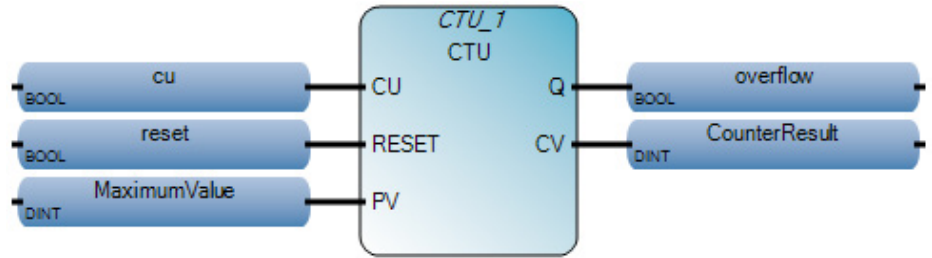 CTU_1
CTU
cu
BOOL
CU
Q
overflow
BOOL
reset
BOOL
RESET
CV
CounterResult
DINT
MaximumValue
DINT
PV